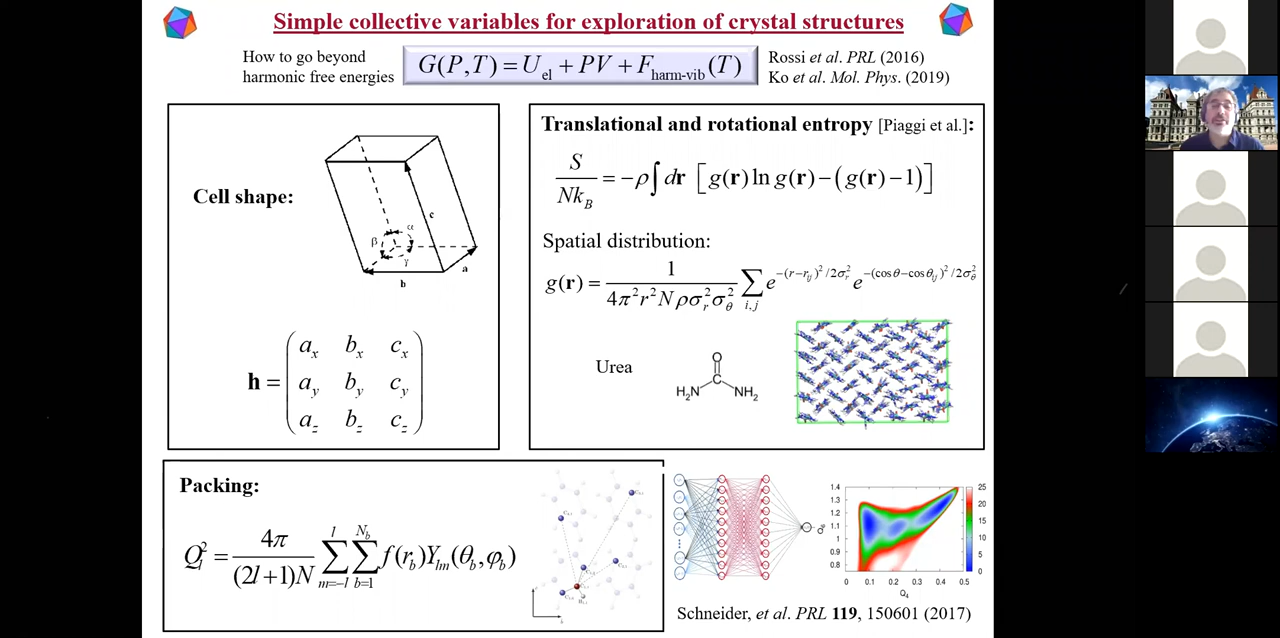 Simple collective variables for exploration of crystal structures
How to go beyond
harmonic free energies
G(P,T) = U_el + PV + F_harm-vib(T)
Rossi et al. PRL (2016)
Ko et al. Mol. Phys. (2019)
Cell shape:
α
β
γ
c
a
b
h = ( a_x b_x c_x
a_y b_y c_y
a_z b_z c_z )
Translational and rotational entropy [Piaggi et al.]:
S/(Nk_B) = −ρ∫dr [g(r) ln g(r) − (g(r) − 1)]
Spatial distribution:
g(r) = 1/(4π²r²Nρσ_r²σ_θ²) ∑_{i,j} e^{−(r−r_ij)²/2σ_r²} e^{−(cosθ−cosθ_ij)²/2σ_θ²}
Urea
O
H₂N C NH₂
Packing:
Q_l² = 4π/((2l+1)N) ∑_{m=−l}^{l} ∑_{b=1}^{N_b} f(r_b)Y_lm(θ_b,φ_b)
1.4
1.3
1.2
1.1
1
0.9
0.8
Q₆
0 0.1 0.2 0.3 0.4 0.5
Q₄
25
20
15
10
5
0
Schneider, et al. PRL 119, 150601 (2017)